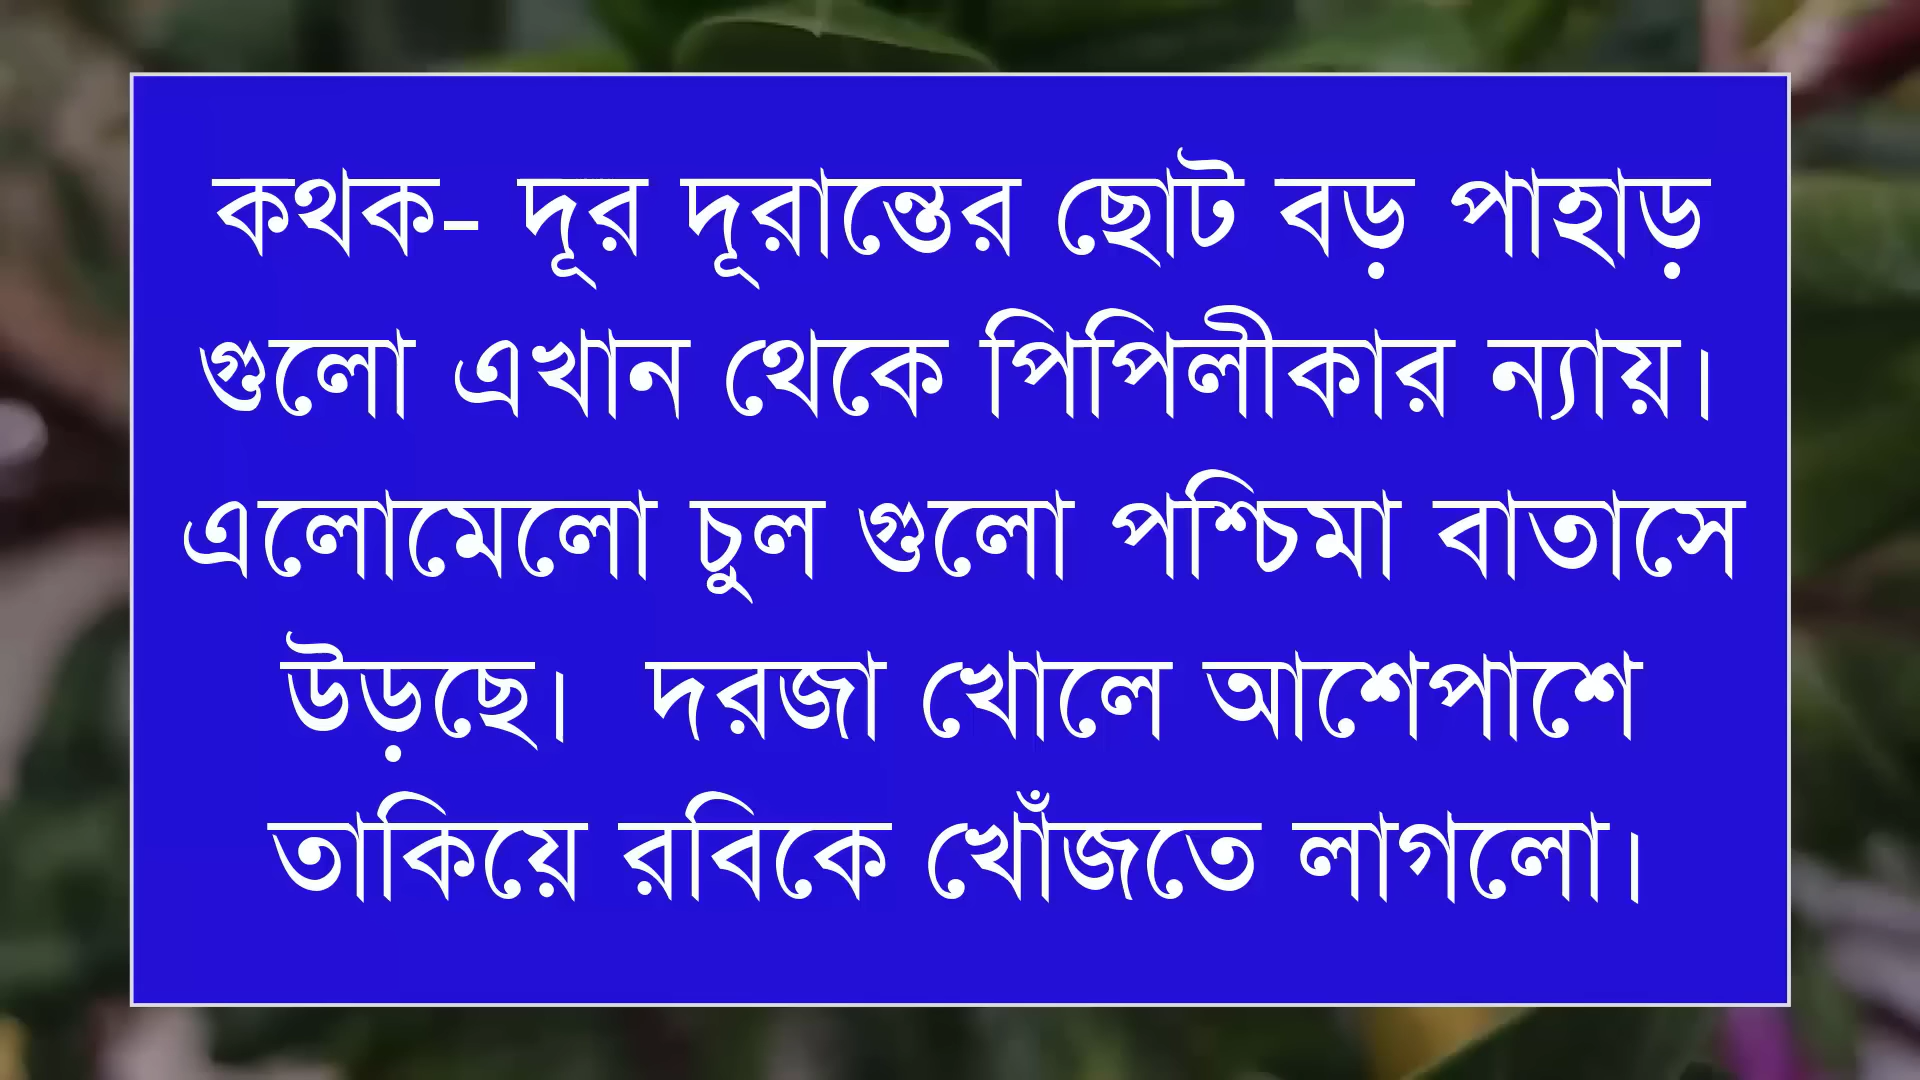 কথক- দূর দূরান্তের ছোট বড় পাহাড়
গুলো এখান থেকে পিপিলীকার ন্যায়।
এলোমেলো চুল গুলো পশ্চিমা বাতাসে
উড়ছে।  দরজা খোলে আশেপাশে
তাকিয়ে রবিকে খোঁজতে লাগলো।